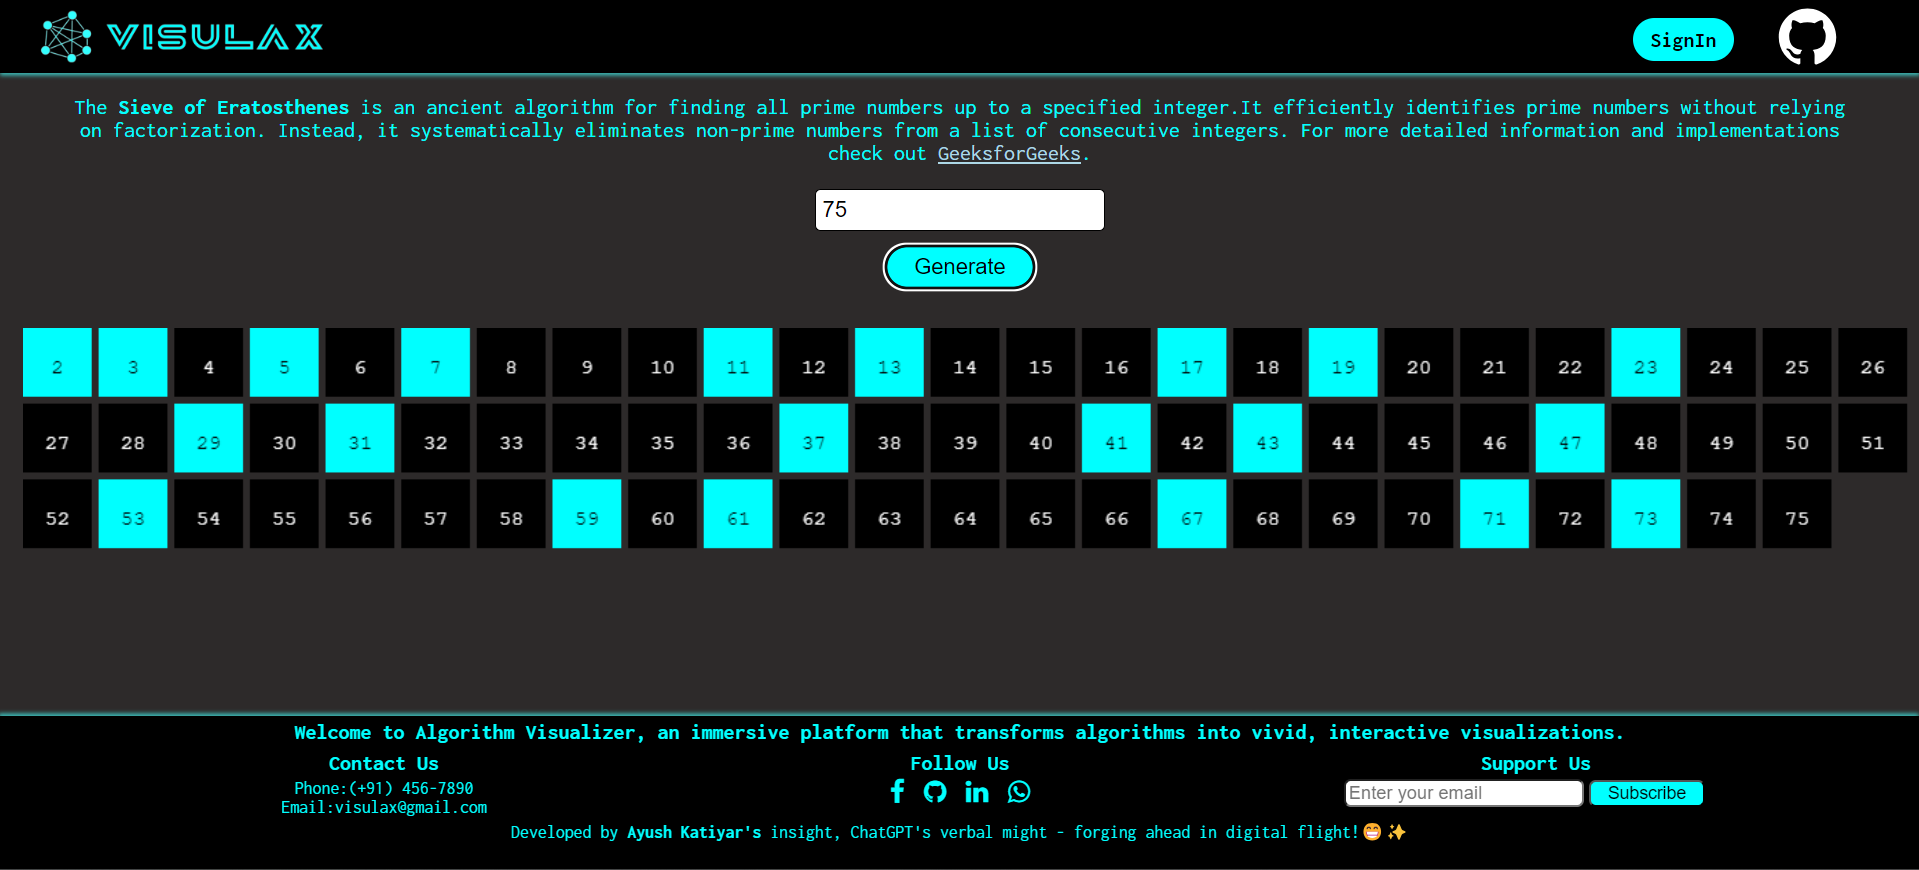 VISULAX
SignIn
The Sieve of Eratosthenes is an ancient algorithm for finding all prime numbers up to a specified integer.It efficiently identifies prime numbers without relying
on factorization. Instead, it systematically eliminates non-prime numbers from a list of consecutive integers. For more detailed information and implementations
check out GeeksforGeeks.
75
Generate
2 3 4 5 6 7 8 9 10 11 12 13 14 15 16 17 18 19 20 21 22 23 24 25 26
27 28 29 30 31 32 33 34 35 36 37 38 39 40 41 42 43 44 45 46 47 48 49 50 51
52 53 54 55 56 57 58 59 60 61 62 63 64 65 66 67 68 69 70 71 72 73 74 75
Welcome to Algorithm Visualizer, an immersive platform that transforms algorithms into vivid, interactive visualizations.
Contact Us
Phone:(+91) 456-7890
Email:visulax@gmail.com
Follow Us
Support Us
Enter your email Subscribe
Developed by Ayush Katiyar's insight, ChatGPT's verbal might - forging ahead in digital flight!😁✨